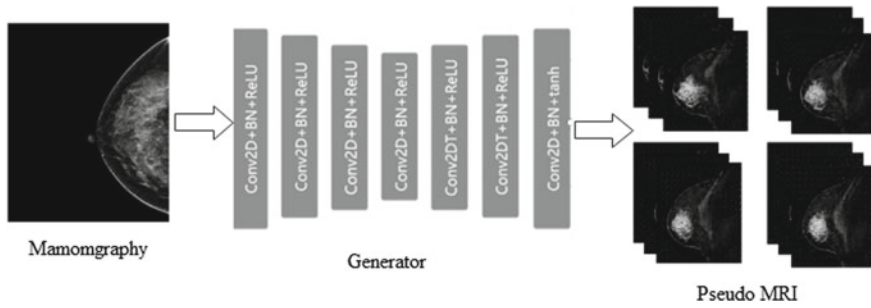 Conv2D+BN+ReLU
Conv2D+BN+ReLU
Conv2D+BN+ReLU
Conv2D+BN+ReLU
Conv2DT+BN+ReLU
Conv2DT+BN+ReLU
Conv2D+BN+tanh
Mamomgraphy
Generator
Pseudo MRI